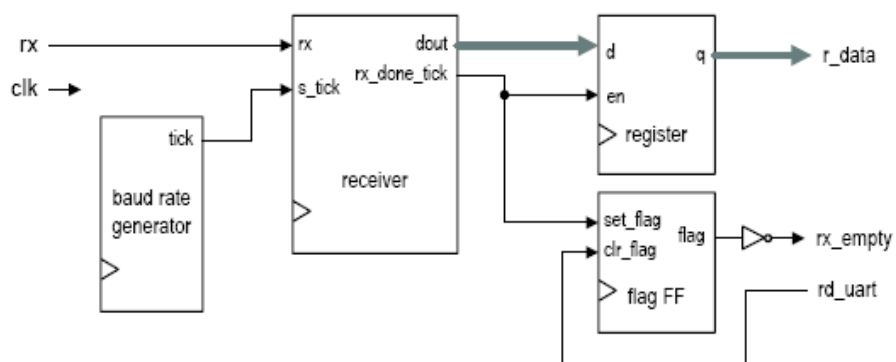 rx
clk
tick
baud rate
generator
rx
s_tick
dout
rx_done_tick
receiver
d
q
en
register
r_data
set_flag
clr_flag
flag
flag FF
rx_empty
rd_uart